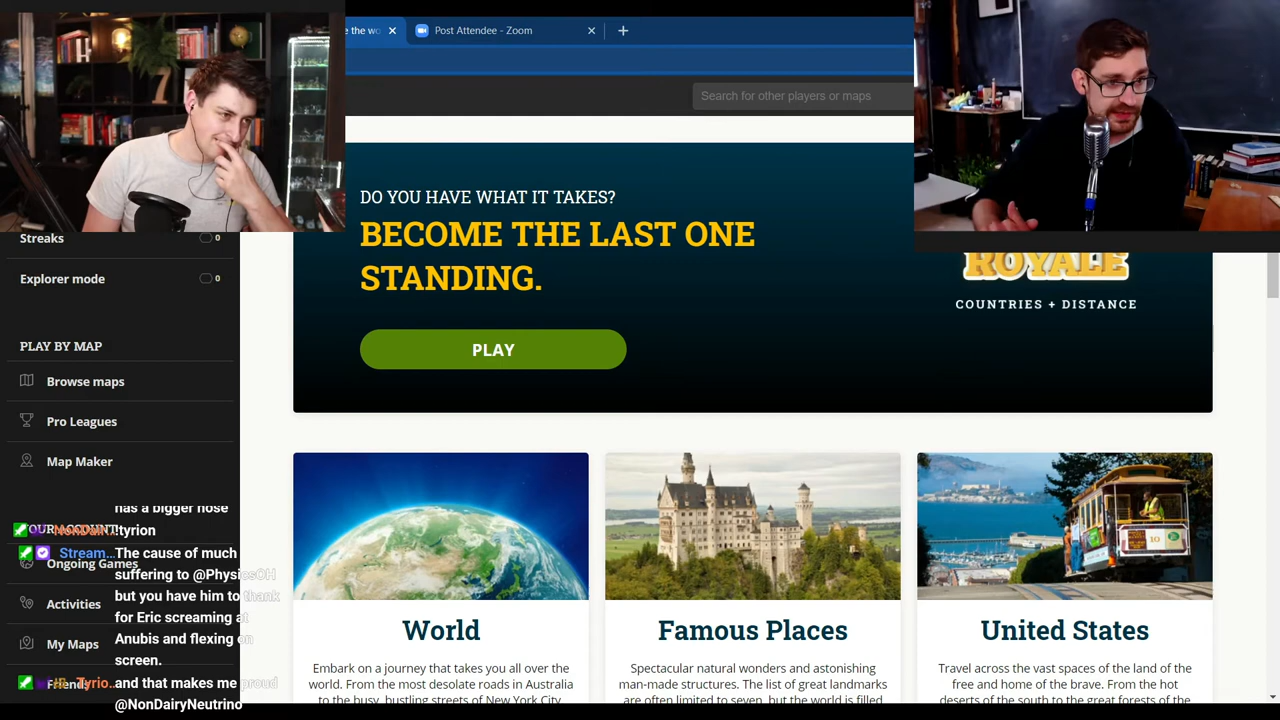 e the wo
Post Attendee - Zoom
Search for other players or maps
DO YOU HAVE WHAT IT TAKES?
BECOME THE LAST ONE
STANDING.
PLAY
ROYALE
COUNTRIES + DISTANCE
Streaks
0
Explorer mode
0
PLAY BY MAP
Browse maps
Pro Leagues
Map Maker
Ongoing Games
Activities
My Maps
Friends
has a bigger nose
NonDair... !tyrion
Stream... The cause of much
suffering to @PhysicsOH
but you have him to thank
for Eric screaming at
Anubis and flexing on
screen.
Tyrio... and that makes me proud
@NonDairyNeutrino
World
Embark on a journey that takes you all over the
world. From the most desolate roads in Australia
to the busy, bustling streets of New York City.
Famous Places
Spectacular natural wonders and astonishing
man-made structures. The list of great landmarks
are often limited to seven, but the world is filled
10
United States
Travel across the vast spaces of the land of the
free and home of the brave. From the hot
deserts of the south to the great forests of the